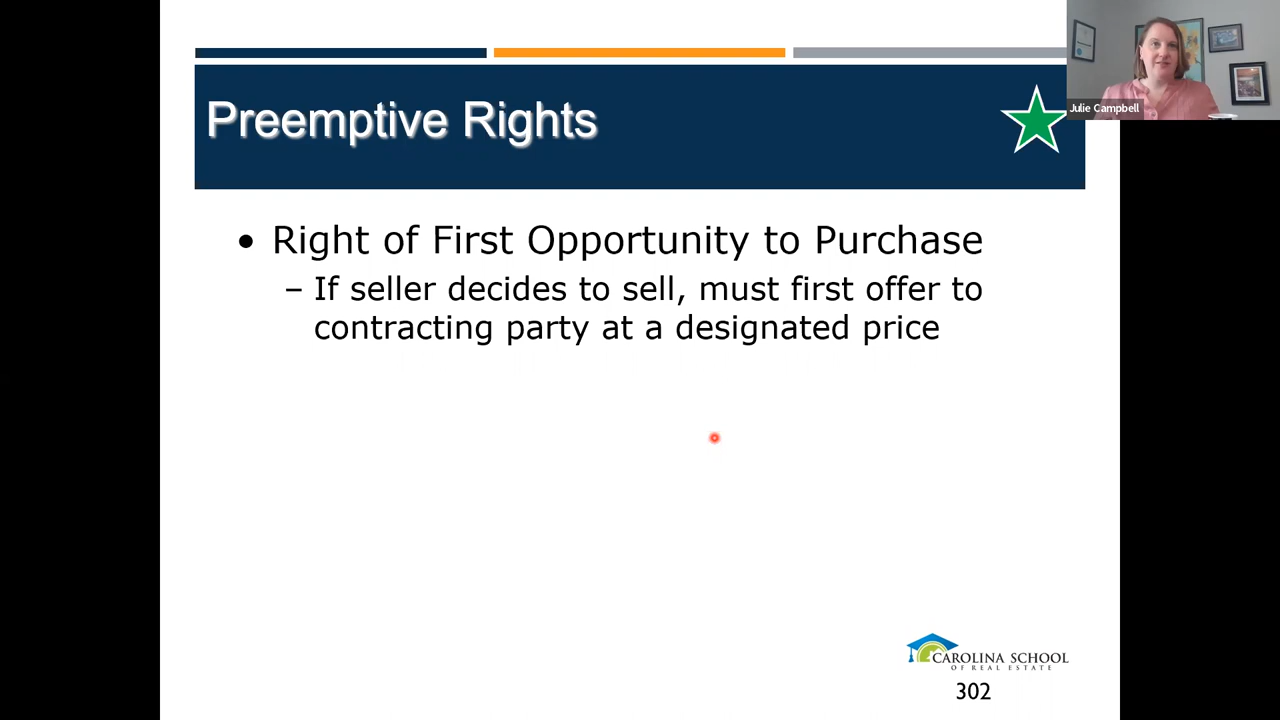 Preemptive Rights
Julie Campbell
• Right of First Opportunity to Purchase
– If seller decides to sell, must first offer to
contracting party at a designated price
CAROLINA SCHOOL
OF REAL ESTATE
302